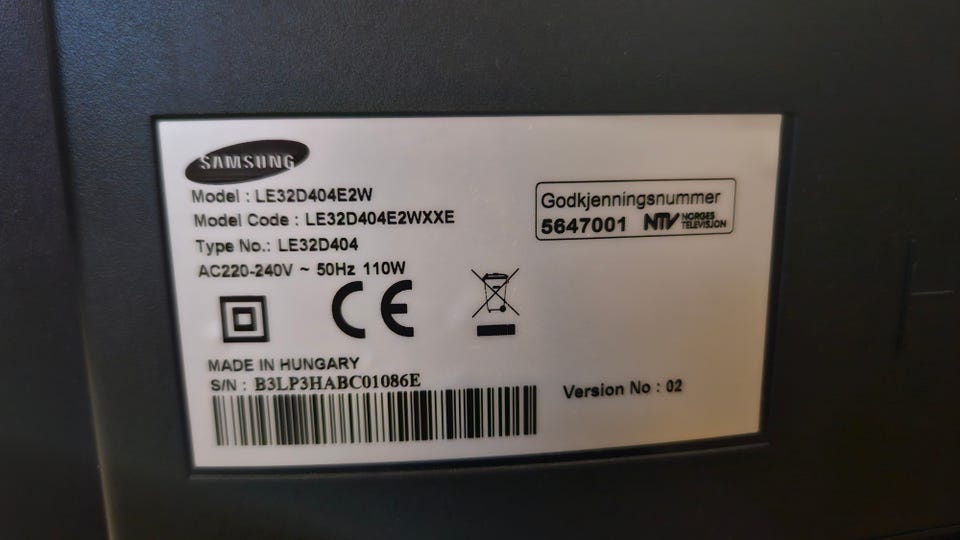 SAMSUNG
Model : LE32D404E2W
Model Code : LE32D404E2WXXE
Type No.: LE32D404
AC220-240V ~ 50Hz 110W
Godkjenningsnummer
5647001 NTV NORGES TELEVISJON
CE
MADE IN HUNGARY
S/N : B3LP3HABC01086E
Version No : 02